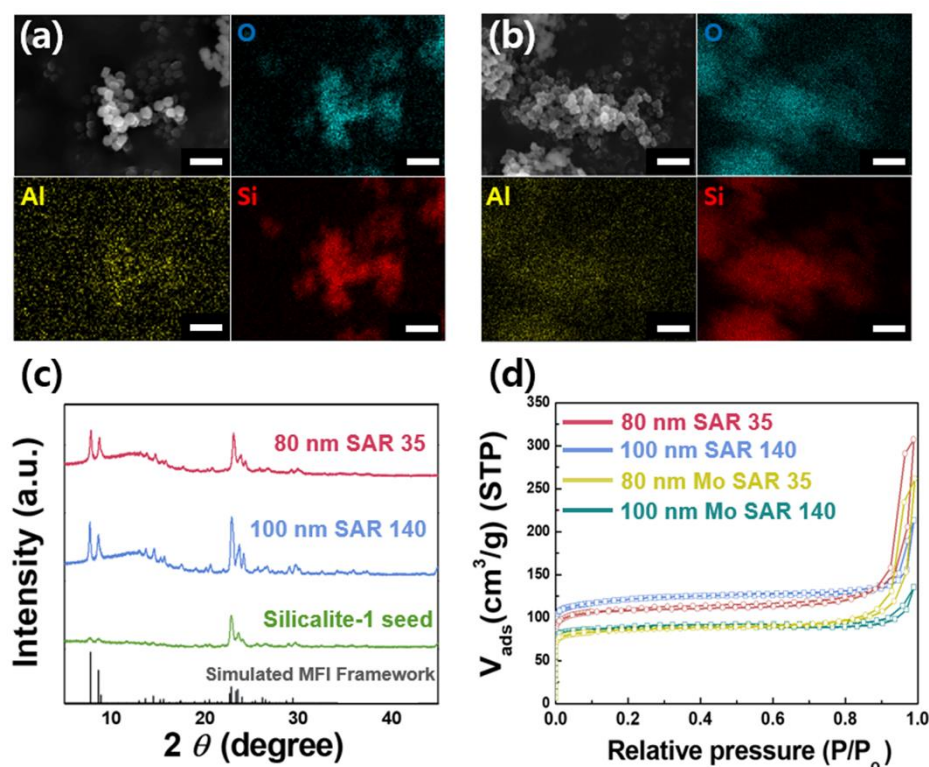 (a)
O
Al
Si
(b)
O
Al
Si
(c)
Intensity (a.u.)
80 nm SAR 35
100 nm SAR 140
Silicalite-1 seed
Simulated MFI Framework
10 20 30 40
2 θ (degree)
(d)
V_ads (cm³/g) (STP)
350
300
250
200
150
100
50
0
80 nm SAR 35
100 nm SAR 140
80 nm Mo SAR 35
100 nm Mo SAR 140
0.0 0.2 0.4 0.6 0.8 1.0
Relative pressure (P/P₀)